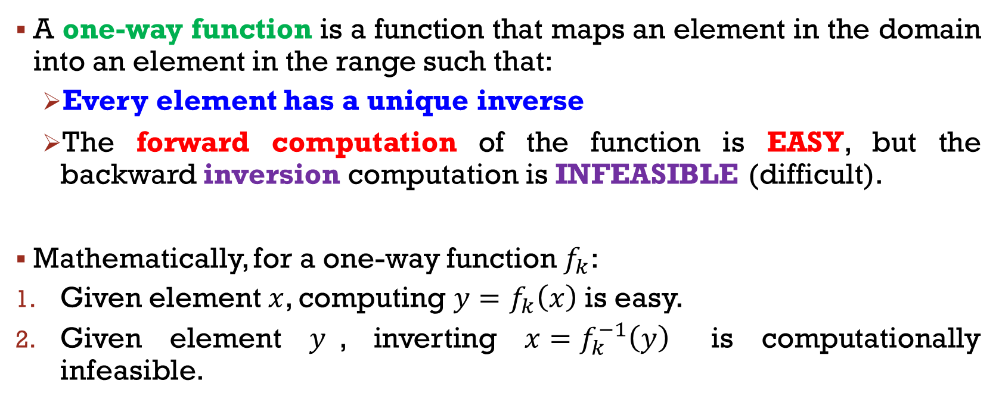 ▪ A one-way function is a function that maps an element in the domain
into an element in the range such that:
➢Every element has a unique inverse
➢The forward computation of the function is EASY, but the
backward inversion computation is INFEASIBLE (difficult).
▪ Mathematically, for a one-way function 𝑓ₖ:
1. Given element 𝑥, computing 𝑦 = 𝑓ₖ(𝑥) is easy.
2. Given element 𝑦 , inverting 𝑥 = 𝑓ₖ⁻¹(𝑦) is computationally
infeasible.